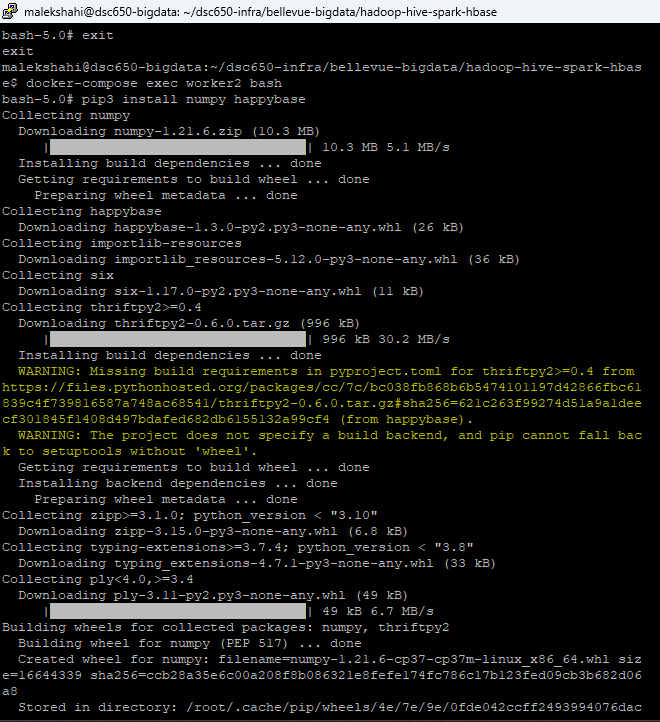 malekshahi@dsc650-bigdata: ~/dsc650-infra/bellevue-bigdata/hadoop-hive-spark-hbase
bash-5.0# exit
exit
malekshahi@dsc650-bigdata:~/dsc650-infra/bellevue-bigdata/hadoop-hive-spark-hbas
e$ docker-compose exec worker2 bash
bash-5.0# pip3 install numpy happybase
Collecting numpy
  Downloading numpy-1.21.6.zip (10.3 MB)
     |                                | 10.3 MB 5.1 MB/s
  Installing build dependencies ... done
  Getting requirements to build wheel ... done
    Preparing wheel metadata ... done
Collecting happybase
  Downloading happybase-1.3.0-py2.py3-none-any.whl (26 kB)
Collecting importlib-resources
  Downloading importlib_resources-5.12.0-py3-none-any.whl (36 kB)
Collecting six
  Downloading six-1.17.0-py2.py3-none-any.whl (11 kB)
Collecting thriftpy2>=0.4
  Downloading thriftpy2-0.6.0.tar.gz (996 kB)
     |                                | 996 kB 30.2 MB/s
  Installing build dependencies ... done
  WARNING: Missing build requirements in pyproject.toml for thriftpy2>=0.4 from
https://files.pythonhosted.org/packages/cc/7c/bc038fb868b6b5474101197d42866fbc61
839c4f739816587a748ac68541/thriftpy2-0.6.0.tar.gz#sha256=621c263f99274d51a9a1dee
cf301845f1408d497bdafed682db6155132a99cf4 (from happybase).
  WARNING: The project does not specify a build backend, and pip cannot fall bac
k to setuptools without 'wheel'.
  Getting requirements to build wheel ... done
  Installing backend dependencies ... done
    Preparing wheel metadata ... done
Collecting zipp>=3.1.0; python_version < "3.10"
  Downloading zipp-3.15.0-py3-none-any.whl (6.8 kB)
Collecting typing-extensions>=3.7.4; python_version < "3.8"
  Downloading typing_extensions-4.7.1-py3-none-any.whl (33 kB)
Collecting ply<4.0,>=3.4
  Downloading ply-3.11-py2.py3-none-any.whl (49 kB)
     |                                | 49 kB 6.7 MB/s
Building wheels for collected packages: numpy, thriftpy2
  Building wheel for numpy (PEP 517) ... done
  Created wheel for numpy: filename=numpy-1.21.6-cp37-cp37m-linux_x86_64.whl siz
e=16644339 sha256=ccb28a35e6c00a208f8b086321e8fefe174fc786c17b123fed09cb3b682d06
a8
  Stored in directory: /root/.cache/pip/wheels/4e/7e/9e/0fde042ccff2493994076dac